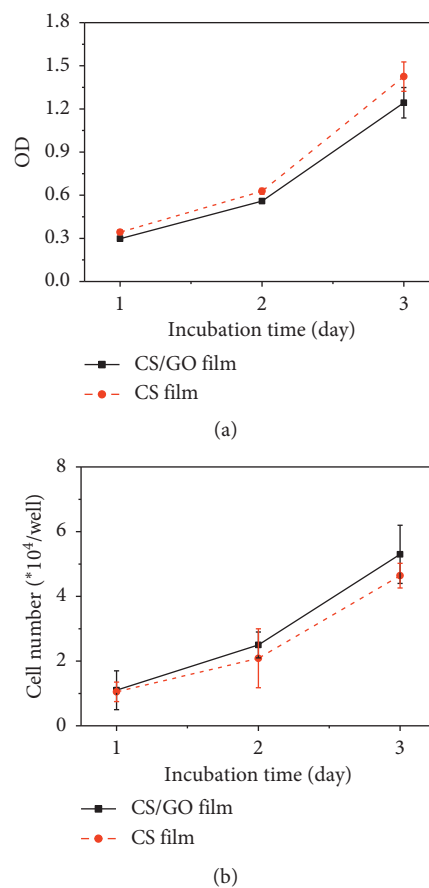 1.8
1.5
1.2
OD
0.9
0.6
0.3
0.0
1 2 3
Incubation time (day)
CS/GO film
CS film
(a)
8
6
Cell number (*10⁴/well)
4
2
0
1 2 3
Incubation time (day)
CS/GO film
CS film
(b)